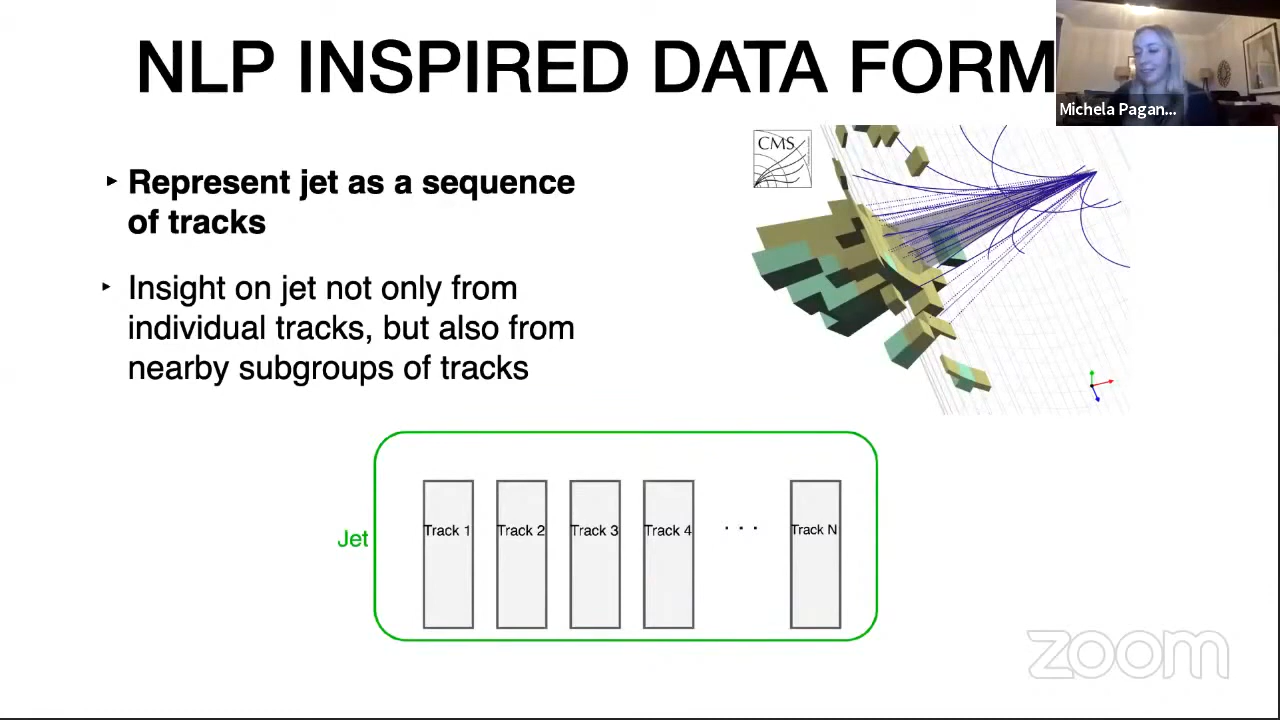 NLP INSPIRED DATA FORM
Michela Pagan...
CMS
▸ Represent jet as a sequence
of tracks
▸ Insight on jet not only from
individual tracks, but also from
nearby subgroups of tracks
Jet
Track 1 Track 2 Track 3 Track 4 . . . Track N
zoom